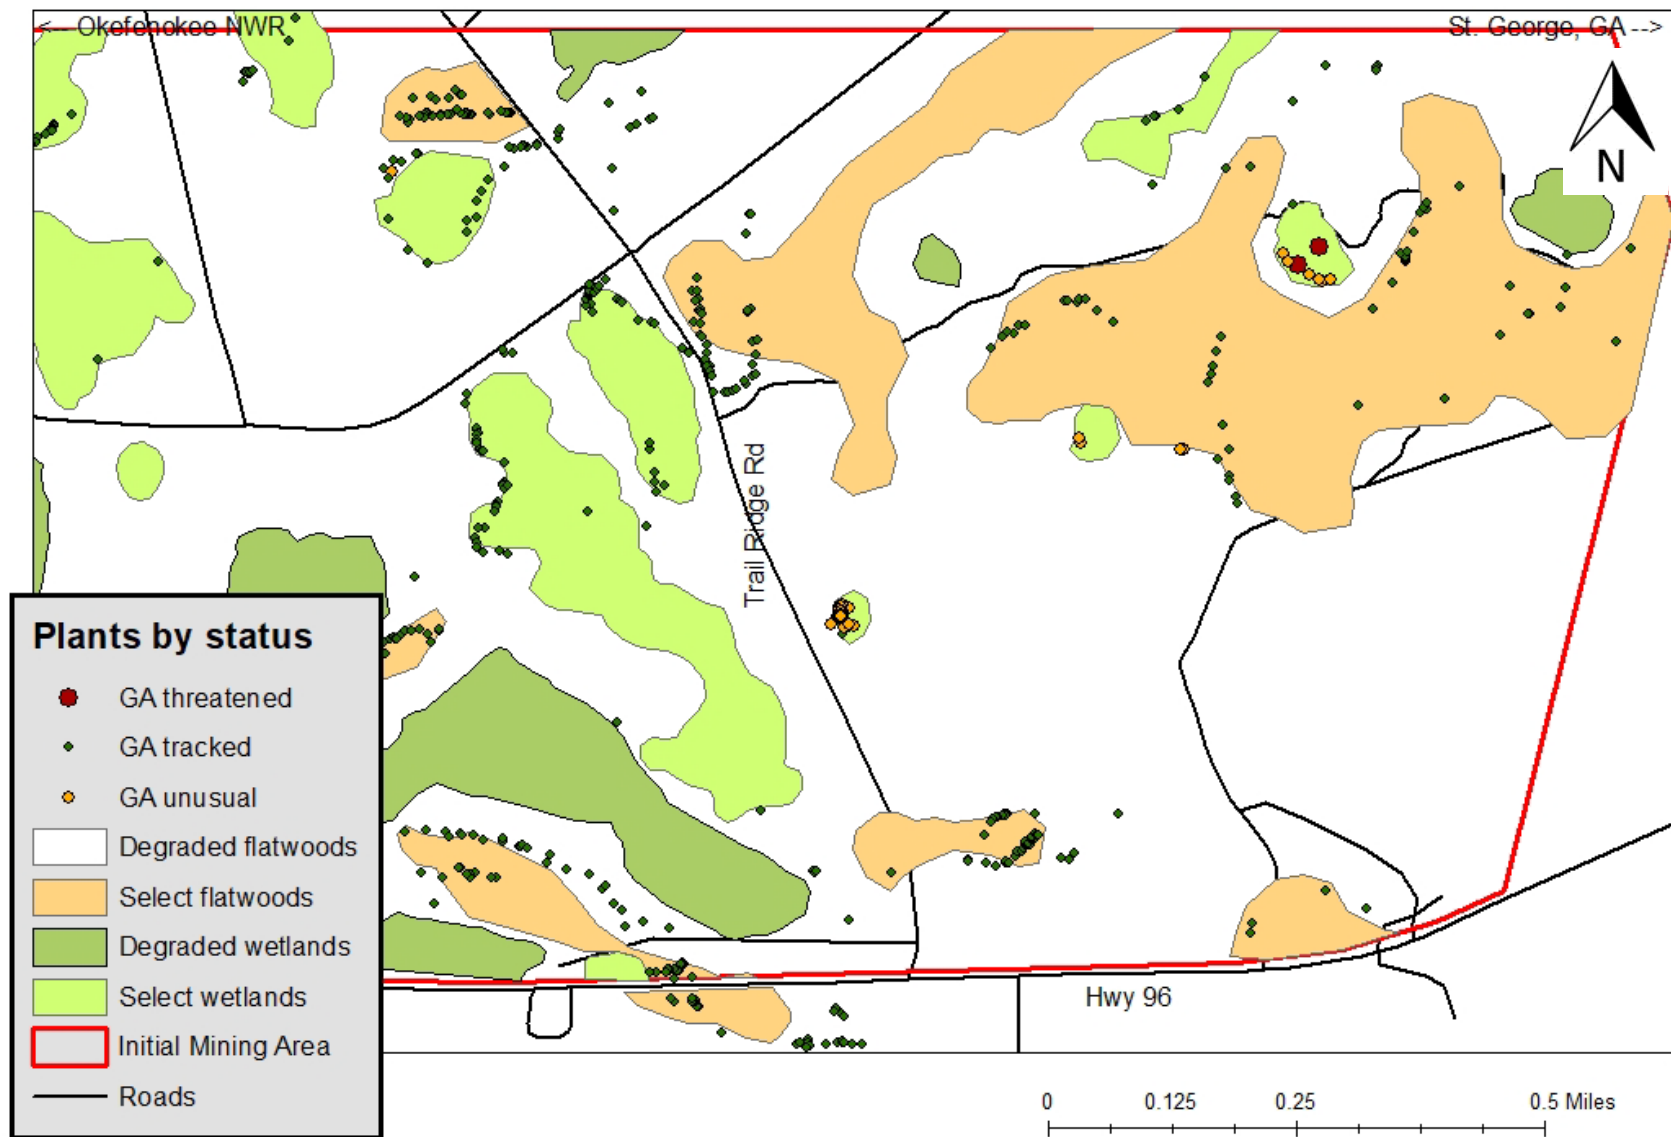 <-- Okefenokee NWR
St. George, GA -->
N
Trail Ridge Rd
Plants by status
GA threatened
GA tracked
GA unusual
Degraded flatwoods
Select flatwoods
Degraded wetlands
Select wetlands
Initial Mining Area
Roads
Hwy 96
0 0.125 0.25 0.5 Miles